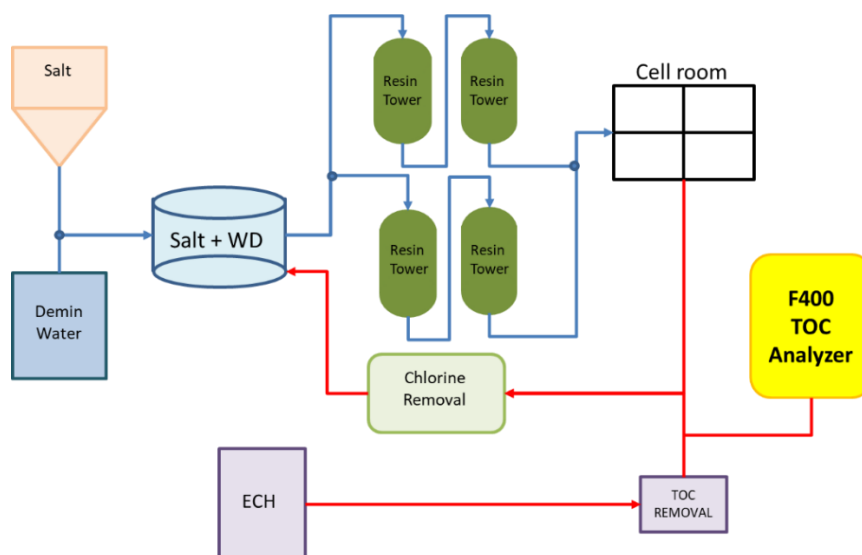 Salt
Demin
Water
Salt + WD
Resin
Tower
Resin
Tower
Resin
Tower
Resin
Tower
Cell room
F400
TOC
Analyzer
Chlorine
Removal
ECH
TOC
REMOVAL